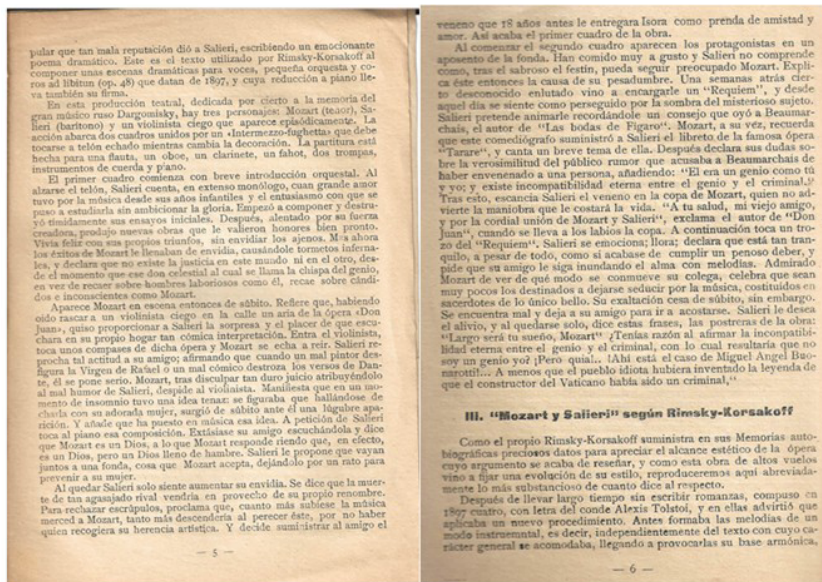 pular que tan mala reputación dió a Salieri, escribiendo un emocionante
poema dramático. Este es el texto utilizado por Rimsky-Korsakoff al
componer unas escenas dramáticas para voces, pequeña orquesta y co-
ros ad libitun (op. 48) que datan de 1897, y cuya reducción a piano lle-
va también su firma.
En esta producción teatral, dedicada por cierto a la memoria del
gran músico ruso Dargomisky, hay tres personajes: Mozart (tenor), Sa-
lieri (barítono) y un violinista ciego que aparece episódicamente. La
acción abarca dos cuadros unidos por un «Intermezzo-fughetta» que debe
tocarse a telón echado mientras cambia la decoración. La partitura está
hecha para una flauta, un oboe, un clarinete, un fahot, dos trompas,
instrumentos de cuerda y piano.
El primer cuadro comienza con breve introducción orquestal. Al
alzarse el telón, Salieri cuenta, en extenso monólogo, cuan grande amor
tuvo por la música desde sus años infantiles y el entusiasmo con que se
puso a estudiarla sin ambicionar la gloria. Empezó a componer y destru-
yó tímidamente sus ensayos iniciales. Después, alentado por su fuerza
creadora, produjo nuevas obras que le valieron honores bien pronto.
Vivía feliz con sus propios triunfos, sin envidiar los ajenos. Mas ahora
los éxitos de Mozart le llenaban de envidia, causándole tormetos inferna-
les, y declara que no existe la justicia en este mundo ni en el otro, des-
de el momento que ese don celestial al cual se llama la chispa del genio,
en vez de recaer sobre hombres laboriosos como él, recae sobre cándi-
dos e inconscientes como Mozart.
Aparece Mozart en escena entonces de súbito. Refiere que, habiendo
oído rascar a un violinista ciego en la calle un aria de la ópera «Don
Juan», quiso proporcionar a Salieri la sorpresa y el placer de que escu-
chara en su propio hogar tan cómica interpretación. Entra el violinista,
toca unos compases de dicha ópera y Mozart se echa a reir. Salieri re-
procha tal actitud a su amigo; afirmando que cuando un mal pintor des-
figura la Virgen de Rafael o un mal cómico destroza los versos de Dan-
te, él se pone serio. Mozart, tras disculpar tan duro juicio atribuyéndolo
al mal humor de Salieri, despide al violinista. Manifiesta que en un mo-
mento de insomnio tuvo una idea tenaz: se figuraba que hallándose de
charla con su adorada mujer, surgió de súbito ante él una lúgubre apa-
rición. Y añade que ha puesto en música esa idea. A petición de Salieri
toca al piano esa composición. Extásiase su amigo escuchándola y dice
que Mozart es un Dios, a lo que Mozart responde riendo que, en efecto,
es un Dios, pero un Dios lleno de hambre. Salieri le propone que vayan
juntos a una fonda, cosa que Mozart acepta, dejándolo por un rato para
prevenir a su mujer.
Al quedar Salieri solo siente aumentar su envidia. Se dice que la muer-
te de tan agasajado rival vendría en provecho de su propio renombre.
Para rechazar escrúpulos, proclama que, cuanto más subiese la música
merced a Mozart, tanto más descendería al perecer éste, por no haber
quien recogiera su herencia artística. Y decide suministrar al amigo el
— 5 —
veneno que 18 años antes le entregara Isora como prenda de amistad y
amor. Así acaba el primer cuadro de la obra.
Al comenzar el segundo cuadro aparecen los protagonistas en un
aposento de la fonda. Han comido muy a gusto y Salieri no comprende
como, tras el sabroso el festín, pueda seguir preocupado Mozart. Expli-
ca éste entonces la causa de su pesadumbre. Una semanas atrás cier-
to desconocido enlutado vino a encargarle un "Requiem", y desde
aquel día se siente como perseguido por la sombra del misterioso sujeto.
Salieri pretende animarle recordándole un consejo que oyó a Beaumar-
chais, el autor de "Las bodas de Fígaro". Mozart, a su vez, recuerda
que este comediógrafo suministró a Salieri el libreto de la famosa ópera
"Tarare", y canta un breve tema de ella. Después declara sus dudas so-
bre la verosimilitud del público rumor que acusaba a Beaumarchais de
haber envenenado a una persona, añadiendo: "El era un genio como tú
y yo; y existe incompatibilidad eterna entre el genio y el criminal."
Tras esto, escancia Salieri el veneno en la copa de Mozart, quien no ad-
vierte la maniobra que le costará la vida. "A tu salud, mi viejo amigo,
y por la cordial unión de Mozart y Salieri", exclama el autor de "Don
Juan", cuando se lleva a los labios la copa. A continuación toca un tro-
zo del "Requiem". Salieri se emociona; llora; declara que está tan tran-
quilo, a pesar de todo, como si acabase de cumplir un penoso deber, y
pide que su amigo le siga inundando el alma con melodías. Admirado
Mozart de ver de qué modo se conmueve su colega, celebra que sean
muy pocos los destinados a dejarse seducir por la música, costituidos en
sacerdotes de lo único bello. Su exaltación cesa de súbito, sin embargo.
Se encuentra mal y deja a su amigo para ir a acostarse. Salieri le desea
el alivio, y al quedarse solo, dice estas frases, las postreras de la obra:
"Largo será tu sueño, Mozart" ¿Tenías razón al afirmar la incompatibi-
lidad eterna entre el genio y el criminal, con lo cual resultaría que no
soy un genio yo? ¡Pero quia!.. !Ahí está el caso de Miguel Angel Buo-
narotti!... A menos que el pueblo idiota hubiera inventado la leyenda de
que el constructor del Vaticano había sido un criminal."
III. "Mozart y Salieri" según Rimsky-Korsakoff
Como el propio Rimsky-Korsakoff suministra en sus Memorias auto-
biográficas preciosos datos para apreciar el alcance estético de la ópera
cuyo argumento se acaba de reseñar, y como esta obra de altos vuelos
vino a fijar una evolución de su estilo, reproduceremos aquí abreviada-
mente lo más substancioso de cuanto dice al respecto.
Después de llevar largo tiempo sin escribir romanzas, compuso en
1897 cuatro, con letra del conde Alexis Tolstoí, y en ellas advirtió que
aplicaba un nuevo procedimiento. Antes formaba las melodías de un
modo instruemntal, es decir, independientemente del texto con cuyo ca-
rácter general se acomodaba, llegando a provocarlas su base armónica,
— 6 —